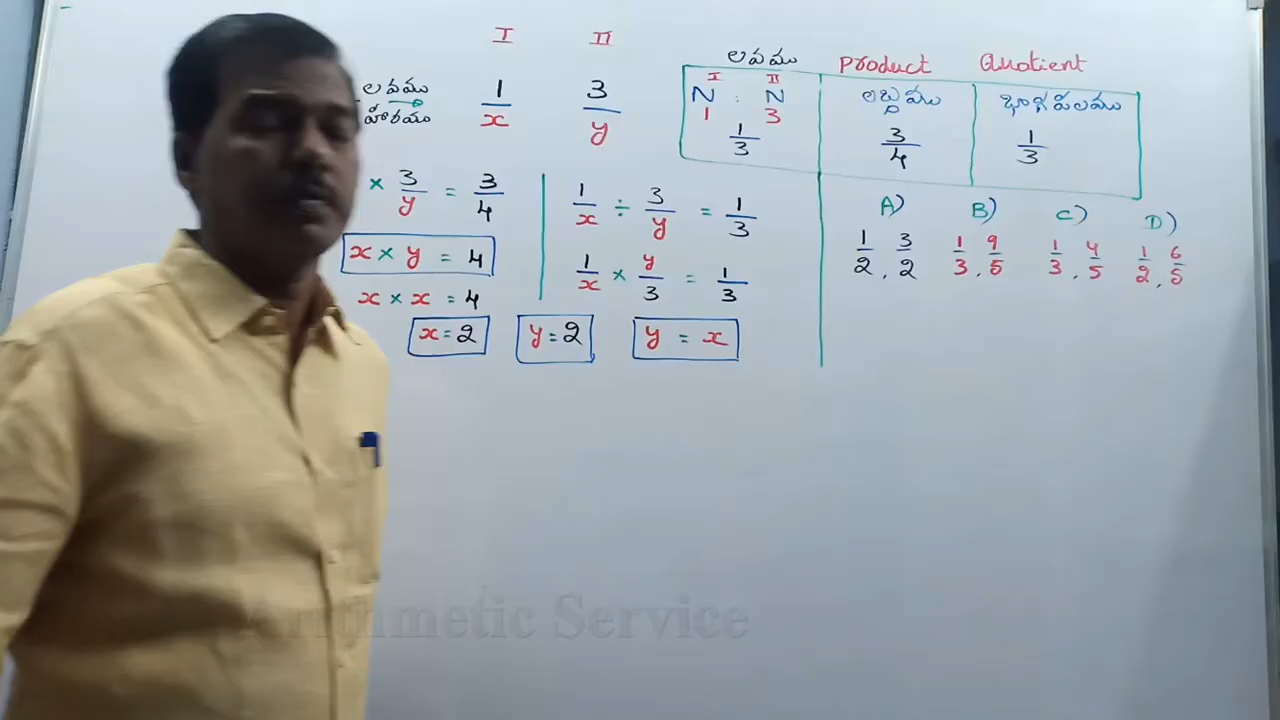 I II
లవము 1/x 3/y
హారము
× 3/y = 3/4
x × y = 4
x × x = 4
x = 2 y = 2 y = x
1/x ÷ 3/y = 1/3
1/x × y/3 = 1/3
లవము Product Quotient
I II
N : N లబ్దము భాగఫలము
1 3
1/3 3/4 1/3
A) B) C) D)
1/2, 3/2 1/3, 9/5 1/3, 4/5 1/2, 6/5
Arithmetic Service